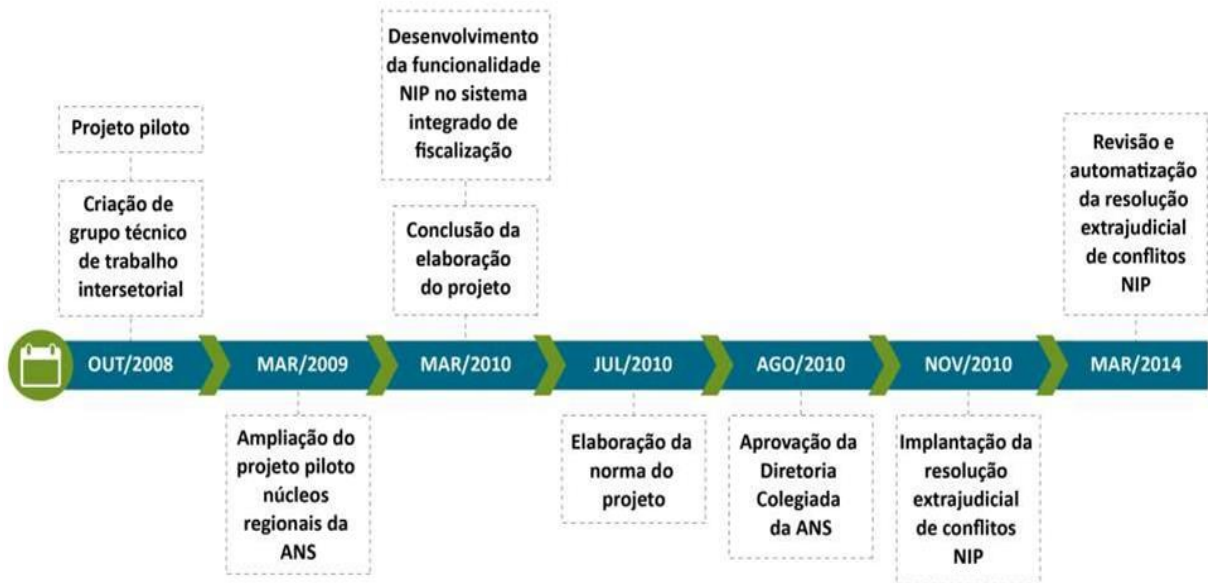 Projeto piloto
Criação de
grupo técnico
de trabalho
intersetorial
OUT/2008
MAR/2009
Ampliação do
projeto piloto
núcleos
regionais da
ANS
Desenvolvimento
da funcionalidade
NIP no sistema
integrado de
fiscalização
Conclusão da
elaboração
do projeto
MAR/2010
JUL/2010
Elaboração da
norma do
projeto
AGO/2010
Aprovação da
Diretoria
Colegiada
da ANS
NOV/2010
Implantação da
resolução
extrajudicial
de conflitos
NIP
Revisão e
automatização
da resolução
extrajudicial
de conflitos
NIP
MAR/2014